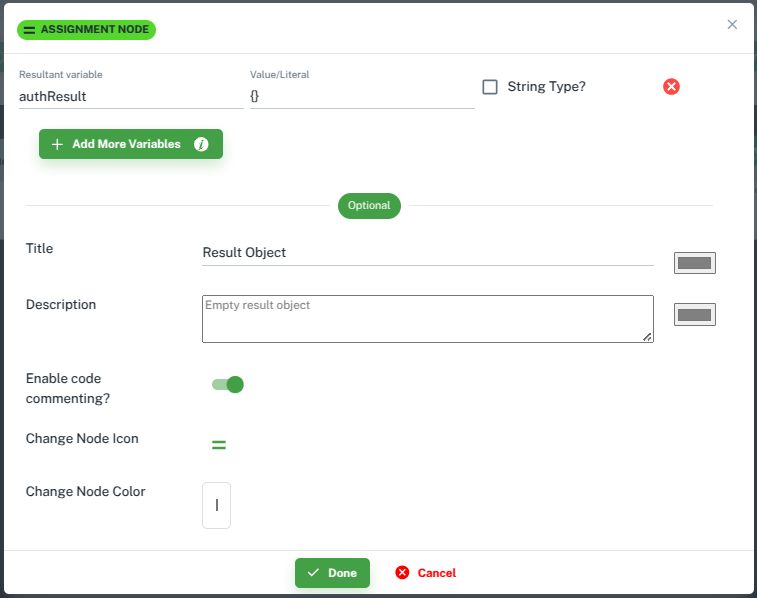 ASSIGNMENT NODE
Resultant variable
Value/Literal
authResult
{}
String Type?
Add More Variables i
Optional
Title
Result Object
Description
Empty result object
Enable code
commenting?
Change Node Icon
Change Node Color
Done
Cancel